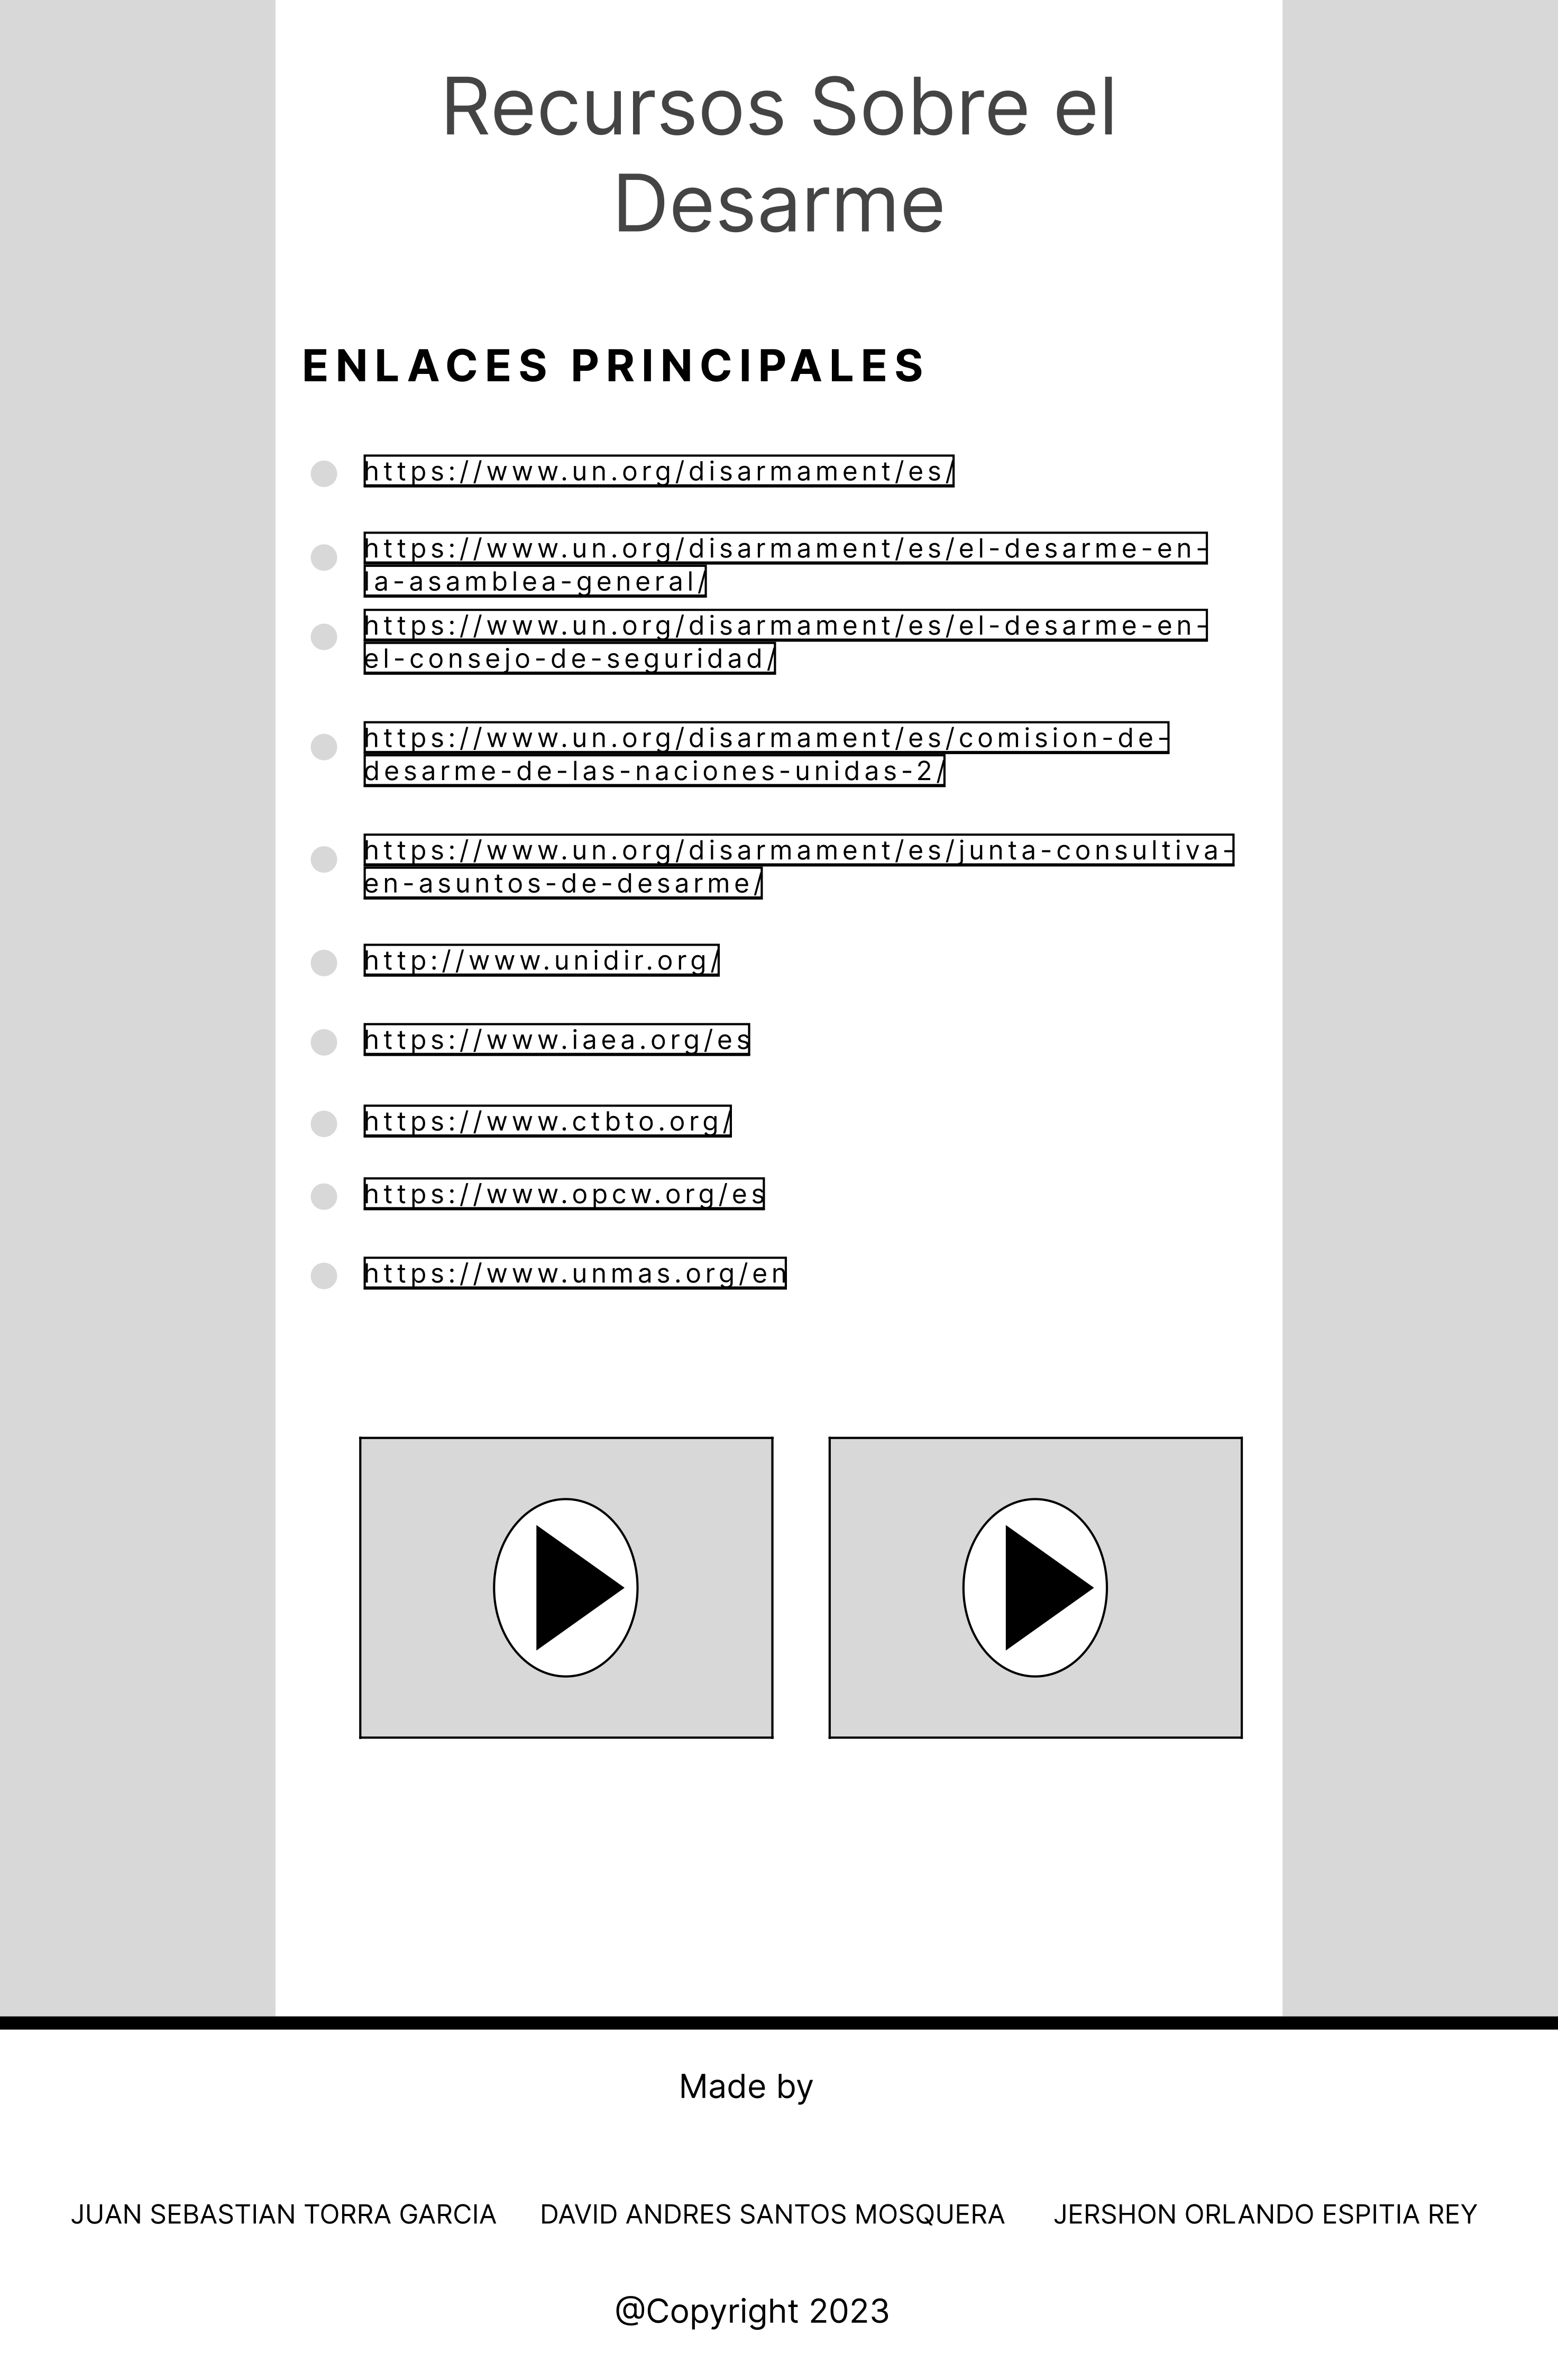 Recursos Sobre el
Desarme
ENLACES PRINCIPALES
https://www.un.org/disarmament/es/
https://www.un.org/disarmament/es/el-desarme-en-
la-asamblea-general/
https://www.un.org/disarmament/es/el-desarme-en-
el-consejo-de-seguridad/
https://www.un.org/disarmament/es/comision-de-
desarme-de-las-naciones-unidas-2/
https://www.un.org/disarmament/es/junta-consultiva-
en-asuntos-de-desarme/
http://www.unidir.org/
https://www.iaea.org/es
https://www.ctbto.org/
https://www.opcw.org/es
https://www.unmas.org/en
Made by
JUAN SEBASTIAN TORRA GARCIA DAVID ANDRES SANTOS MOSQUERA JERSHON ORLANDO ESPITIA REY
@Copyright 2023